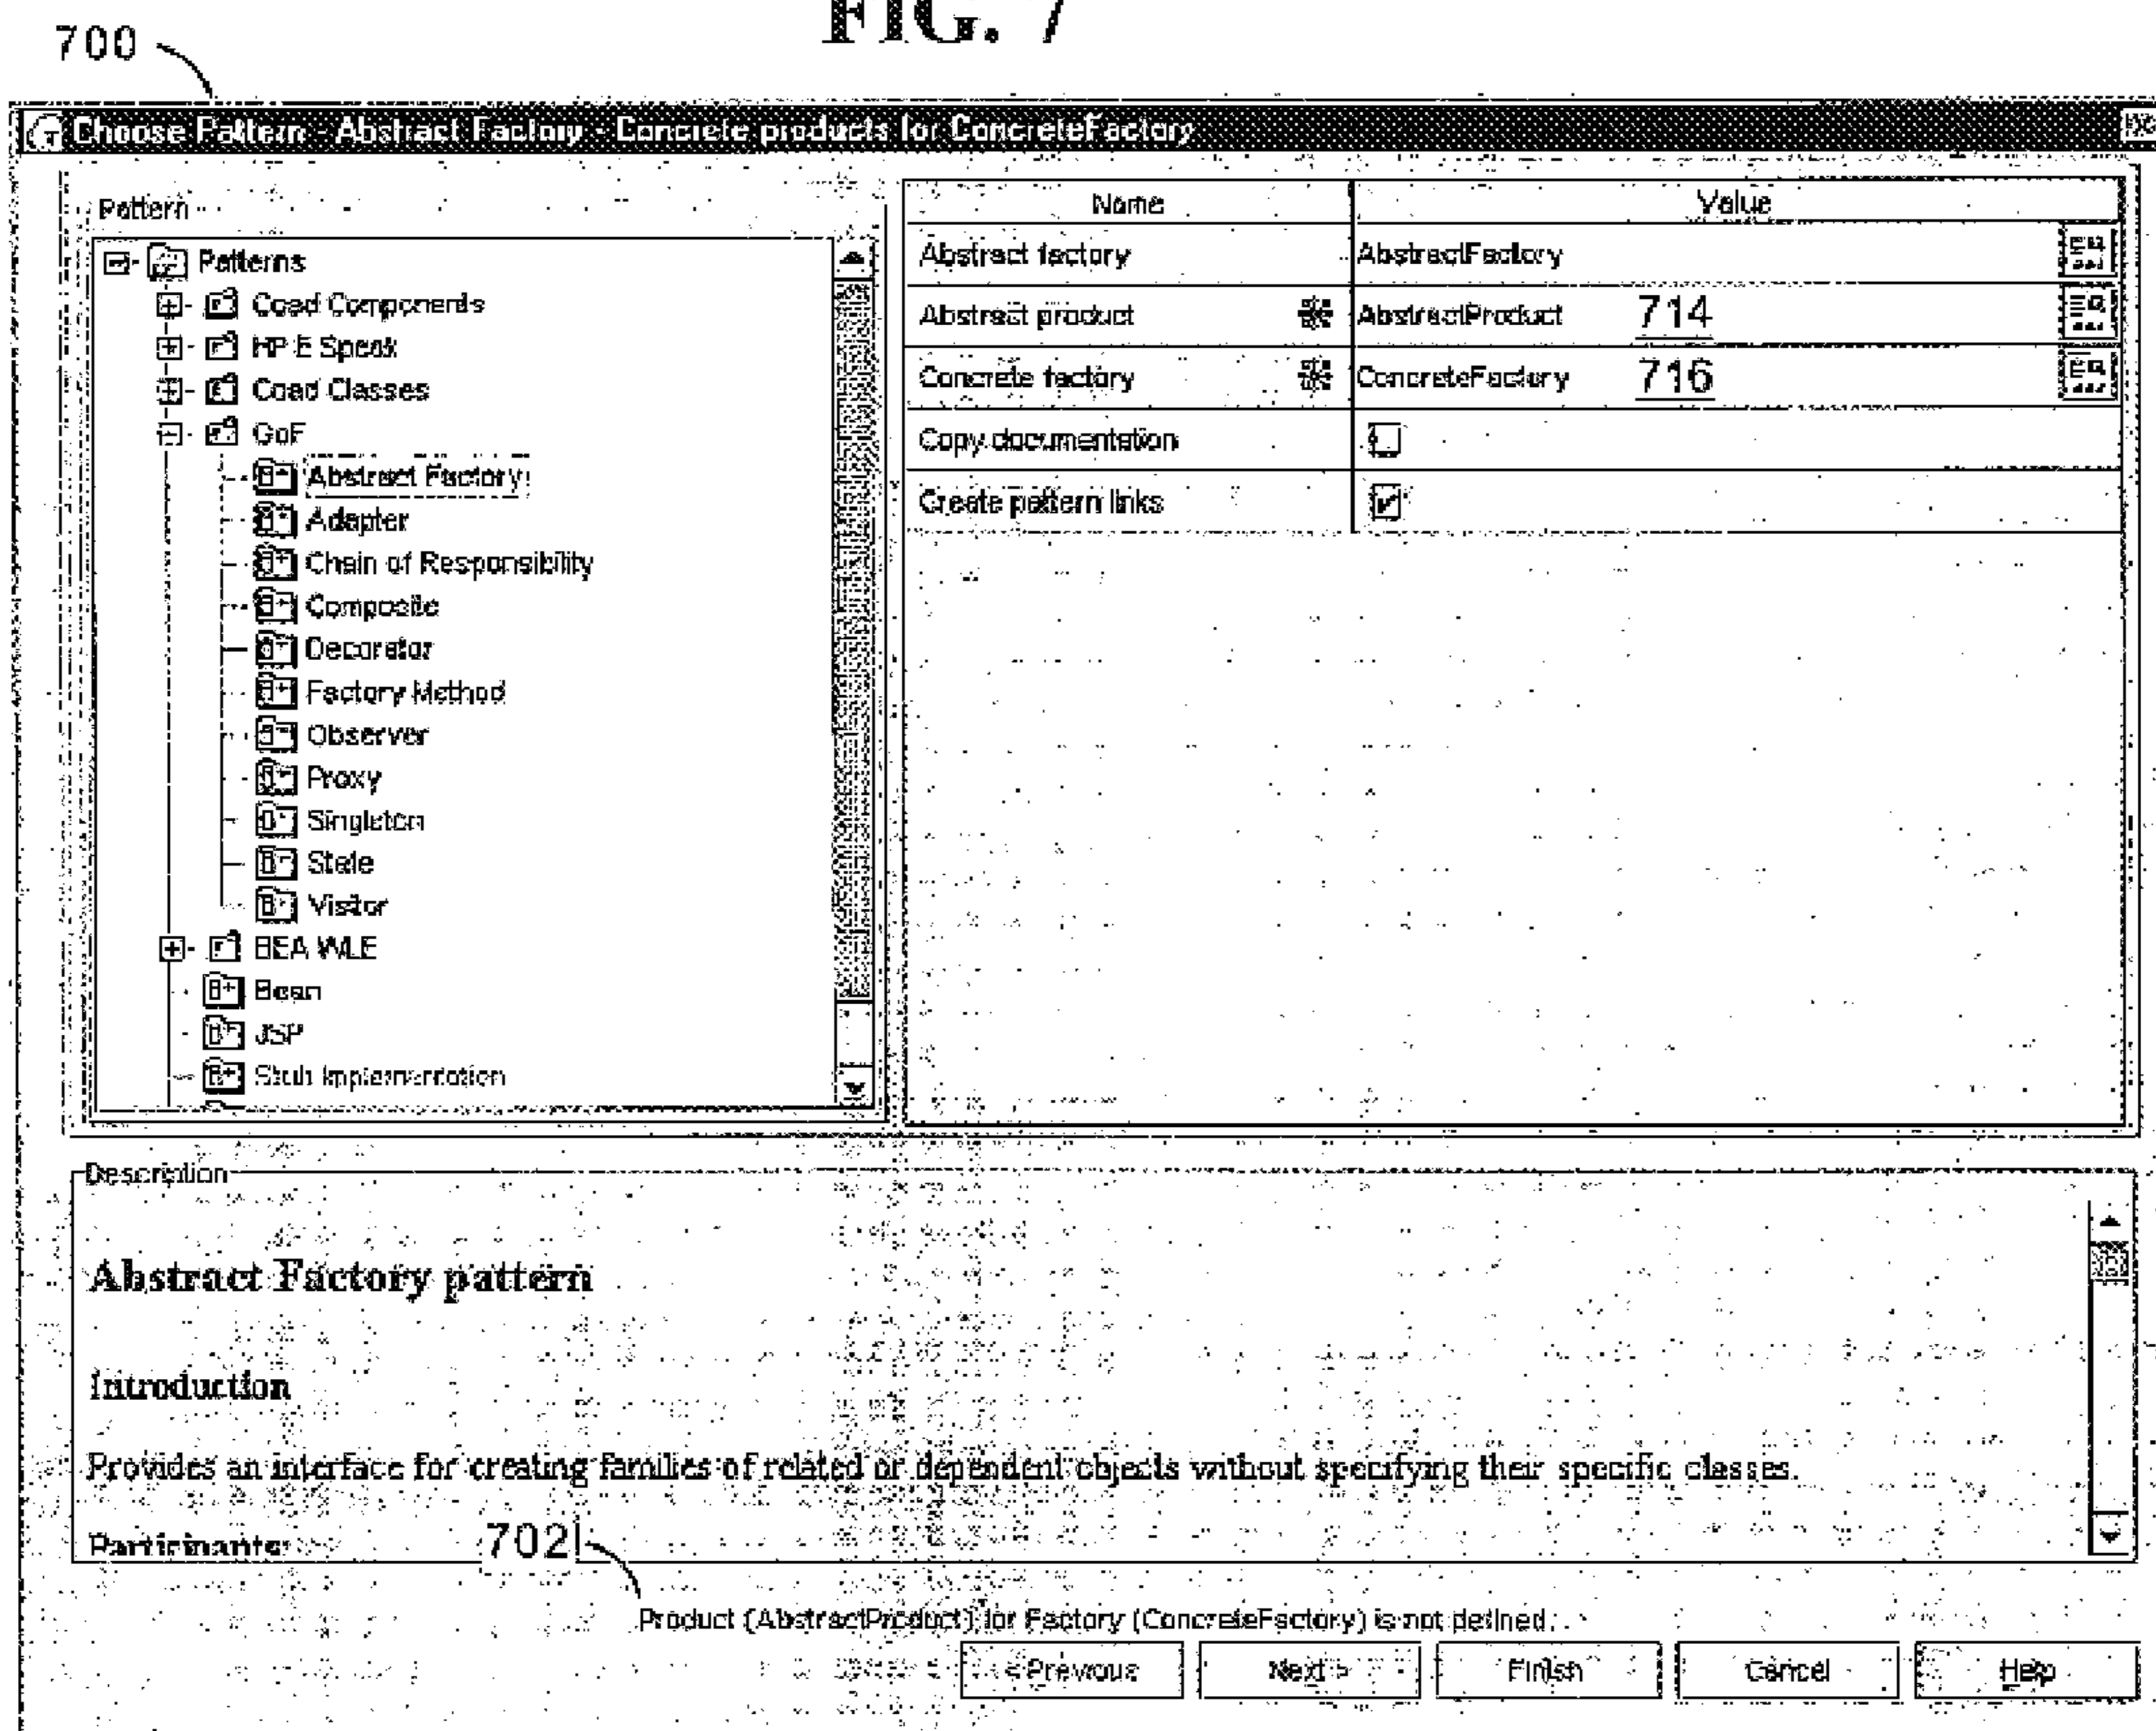 FIG. 7
700
Choose Pattern - Abstract Factory - Concrete products for ConcreteFactory
Pattern
Patterns
Coad Components
HP E Speak
Coad Classes
GoF
Abstract Factory
Adapter
Chain of Responsibility
Composite
Decorator
Factory Method
Observer
Proxy
Singleton
State
Visitor
BEA WLE
Bean
JSP
Stub Implementation
Name Value
Abstract factory AbstractFactory
Abstract product AbstractProduct 714
Concrete factory ConcreteFactory 716
Copy documentation
Create pattern links
Description
Abstract Factory pattern
Introduction
Provides an interface for creating families of related or dependent objects without specifying their specific classes.
Participants
702
Product (AbstractProduct) for Factory (ConcreteFactory) is not defined.
< Previous Next > Finish Cancel Help